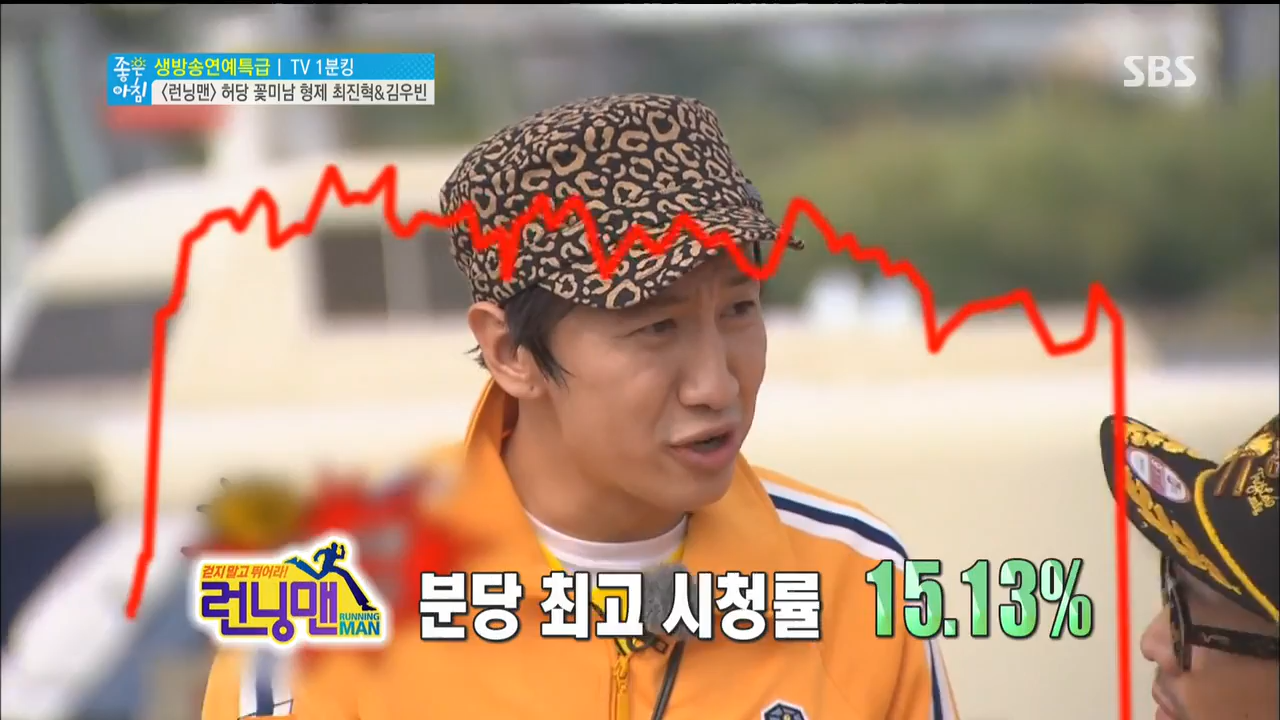 좋은
아침
생방송연예특급 | TV 1분킹
<런닝맨> 허당 꽃미남 형제 최진혁&김우빈
SBS
걷지 말고 뛰어라!
런닝맨
RUNNING
MAN
분당 최고 시청률 15.13%